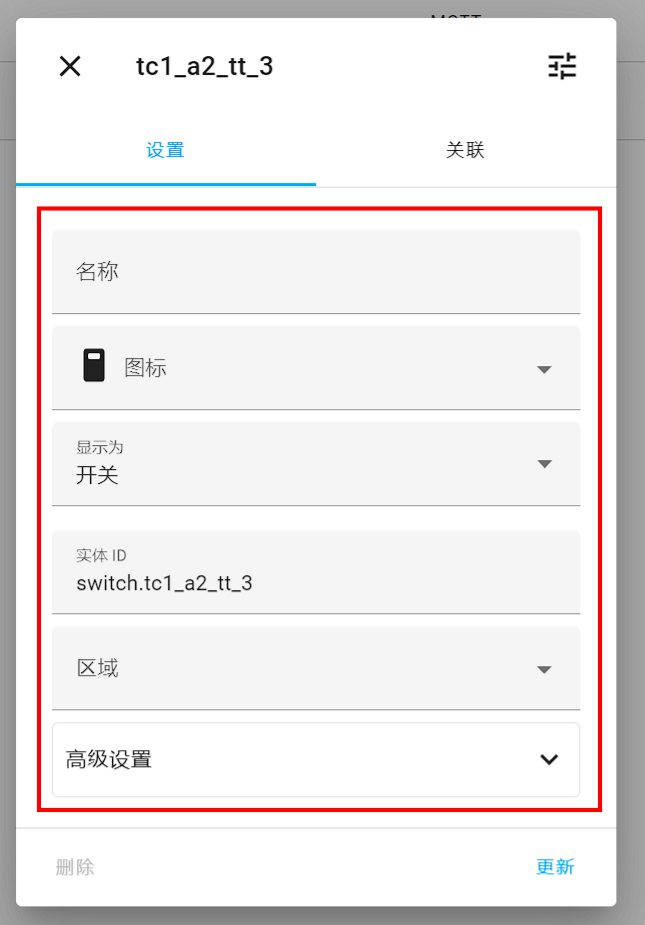 tc1_a2_tt_3
设置
关联
名称
图标
显示为
开关
实体 ID
switch.tc1_a2_tt_3
区域
高级设置
删除
更新